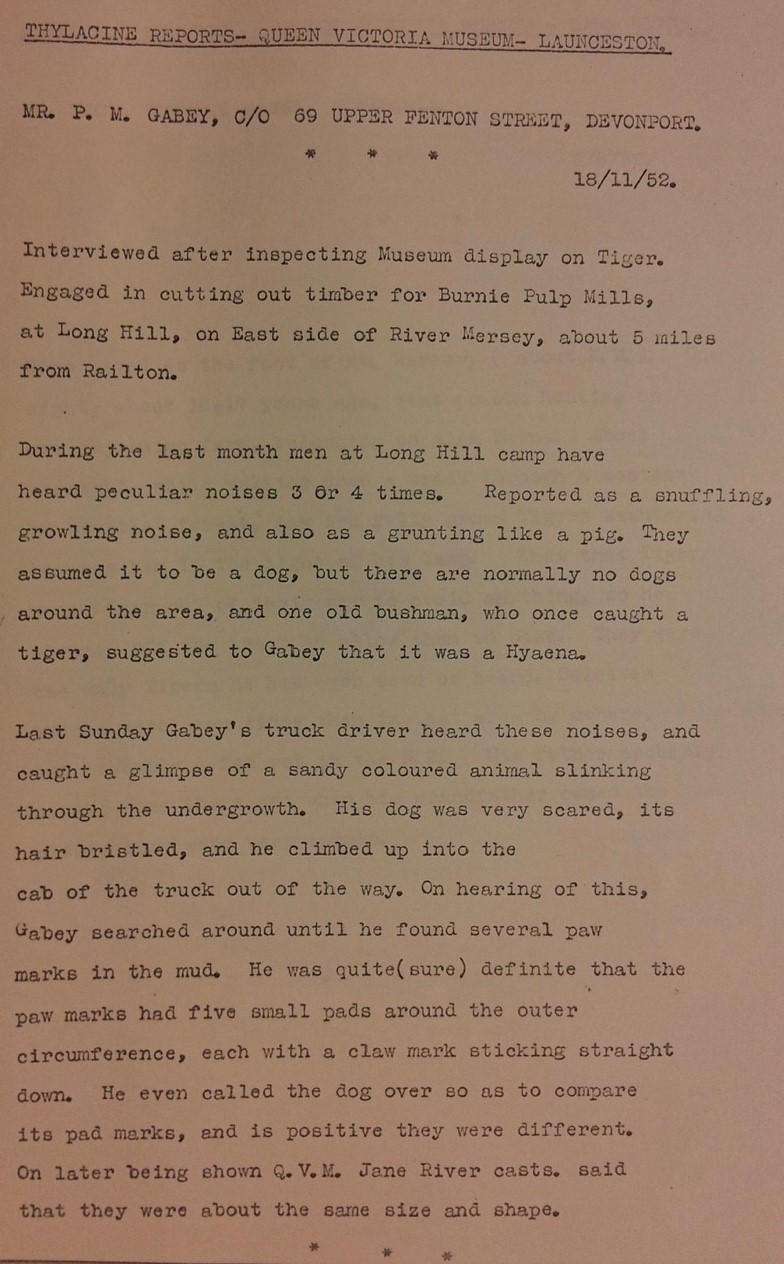 THYLACINE REPORTS- QUEEN VICTORIA MUSEUM- LAUNCESTON.
MR. P. M. GABEY, C/O 69 UPPER FENTON STREET, DEVONPORT.
* * *
18/11/52.
Interviewed after inspecting Museum display on Tiger.
Engaged in cutting out timber for Burnie Pulp Mills,
at Long Hill, on East side of River Mersey, about 5 miles
from Railton.
During the last month men at Long Hill camp have
heard peculiar noises 3 or 4 times. Reported as a snuffling,
growling noise, and also as a grunting like a pig. They
assumed it to be a dog, but there are normally no dogs
around the area, and one old bushman, who once caught a
tiger, suggested to Gabey that it was a Hyaena.
Last Sunday Gabey's truck driver heard these noises, and
caught a glimpse of a sandy coloured animal slinking
through the undergrowth. His dog was very scared, its
hair bristled, and he climbed up into the
cab of the truck out of the way. On hearing of this,
Gabey searched around until he found several paw
marks in the mud. He was quite(sure) definite that the
paw marks had five small pads around the outer
circumference, each with a claw mark sticking straight
down. He even called the dog over so as to compare
its pad marks, and is positive they were different.
On later being shown Q.V.M. Jane River casts. said
that they were about the same size and shape.
* * *